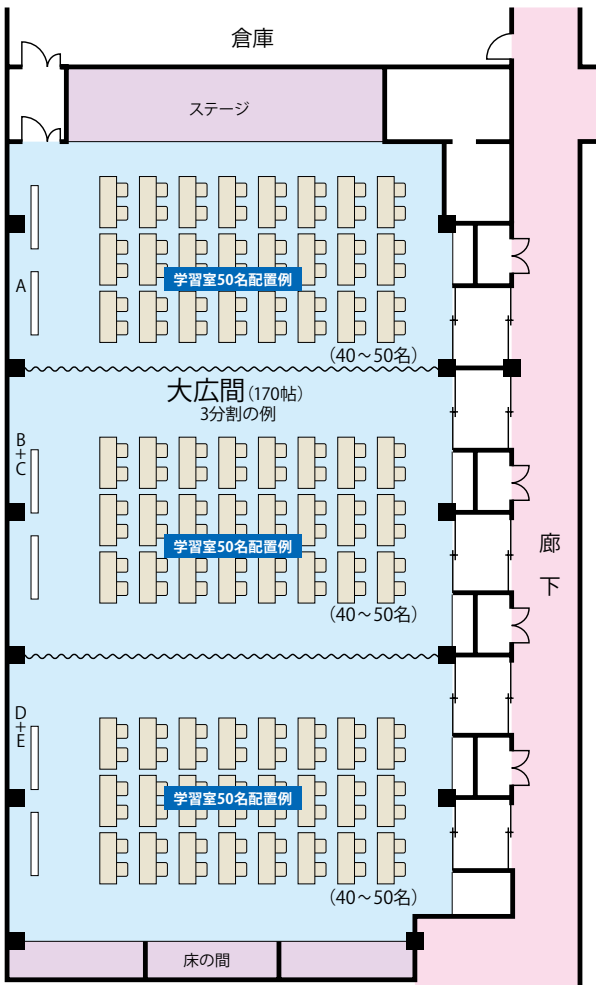 倉庫
ステージ
A
学習室50名配置例
(40～50名)
大広間(170帖)
3分割の例
B+C
学習室50名配置例
(40～50名)
廊下
D+E
学習室50名配置例
(40～50名)
床の間